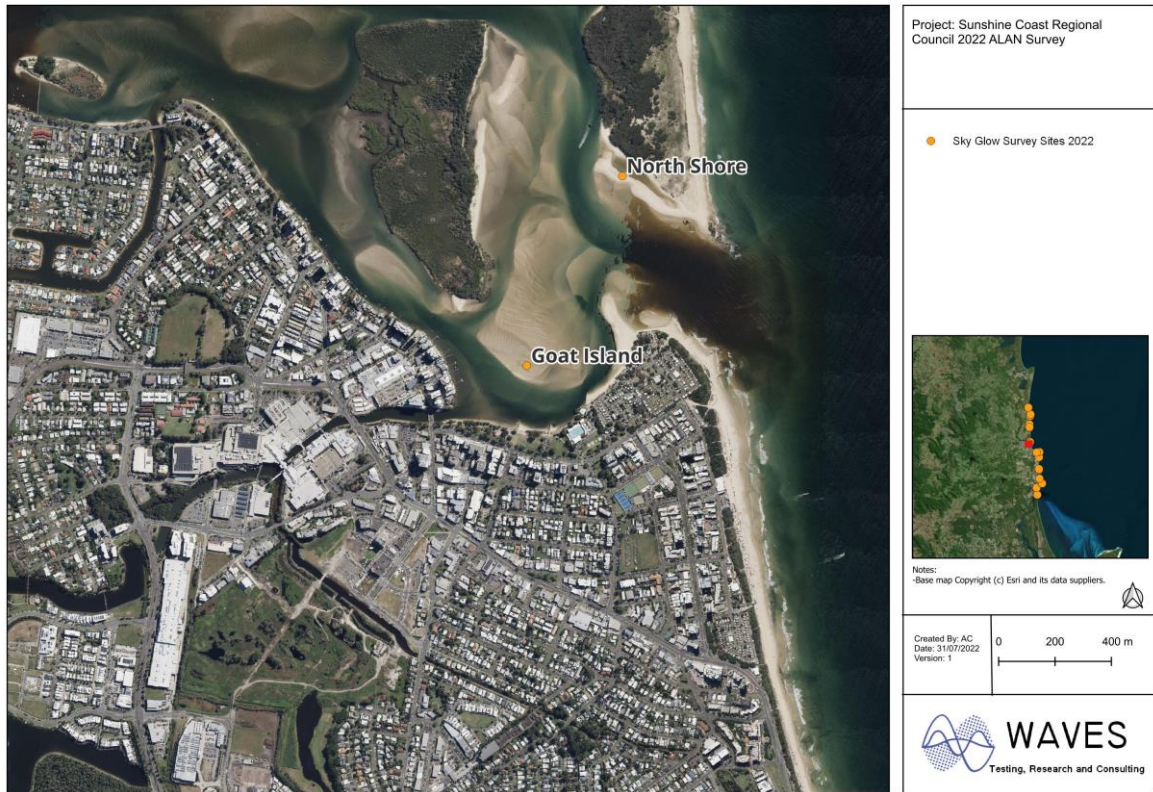 North Shore
Goat Island
Project: Sunshine Coast Regional
Council 2022 ALAN Survey
Sky Glow Survey Sites 2022
Notes:
-Base map Copyright (c) Esri and its data suppliers.
Created By: AC
Date: 31/07/2022
Version: 1
0 200 400 m
WAVES
Testing, Research and Consulting